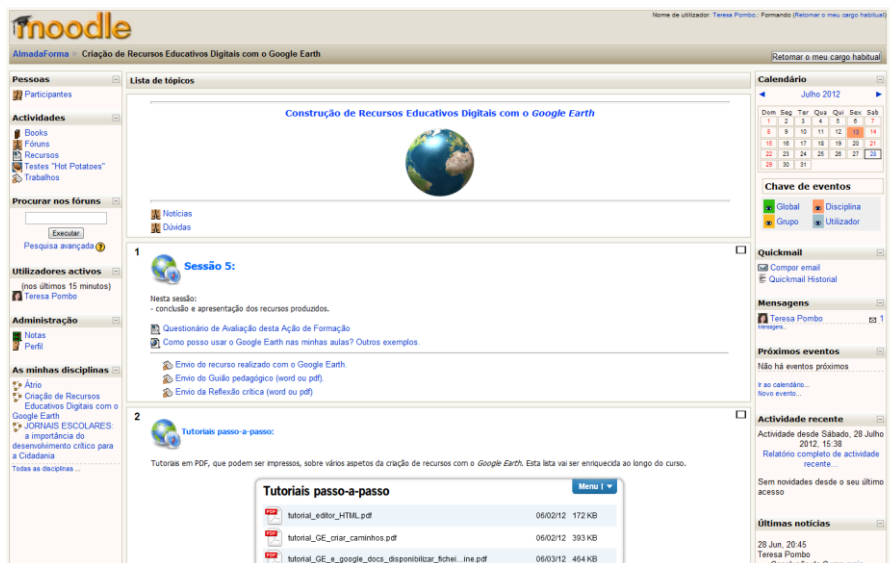 moodle
Nome de utilizador: Teresa Pombo.: Formando (Retomar o meu cargo habitual)
AlmadaForma ► Criação de Recursos Educativos Digitais com o Google Earth
Retomar o meu cargo habitual
Pessoas
Participantes
Actividades
Books
Fóruns
Recursos
Testes "Hot Potatoes"
Trabalhos
Procurar nos fóruns
Executar
Pesquisa avançada
Utilizadores activos
(nos últimos 15 minutos)
Teresa Pombo
Administração
Notas
Perfil
As minhas disciplinas
Átrio
Criação de Recursos
Educativos Digitais com o
Google Earth
JORNAIS ESCOLARES:
a importância do
desenvolvimento crítico para
a Cidadania
Todas as disciplinas ...
Lista de tópicos
Construção de Recursos Educativos Digitais com o Google Earth
Notícias
Dúvidas
1
Sessão 5:
Nesta sessão:
- conclusão e apresentação dos recursos produzidos.
Questionário de Avaliação desta Ação de Formação
Como posso usar o Google Earth nas minhas aulas? Outros exemplos.
Envio do recurso realizado com o Google Earth.
Envio do Guião pedagógico (word ou pdf).
Envio da Reflexão crítica (word ou pdf)
2
Tutoriais passo-a-passo:
Tutoriais em PDF, que podem ser impressos, sobre vários aspetos da criação de recursos com o Google Earth. Esta lista vai ser enriquecida ao longo do curso.
Tutoriais passo-a-passo
Menu
tutorial_editor_HTML.pdf 06/02/12 172 KB
tutorial_GE_criar_caminhos.pdf 06/02/12 393 KB
tutorial_GE_e_google_docs_disponibilizar_fichei...ine.pdf 06/03/12 464 KB
Calendário
◄ Julho 2012 ►
Dom Seg Ter Qua Qui Sex Sab
1 2 3 4 5 6 7
8 9 10 11 12 13 14
15 16 17 18 19 20 21
22 23 24 25 26 27 28
29 30 31
Chave de eventos
Global Disciplina
Grupo Utilizador
Quickmail
Compor email
Quickmail Historial
Mensagens
Teresa Pombo 1
Mensagens...
Próximos eventos
Não há eventos próximos
Ir ao calendário...
Novo evento...
Actividade recente
Actividade desde Sábado, 28 Julho
2012, 15:38
Relatório completo de actividade
recente...
Sem novidades desde o seu último
acesso
Últimas notícias
28 Jun, 20:45
Teresa Pombo